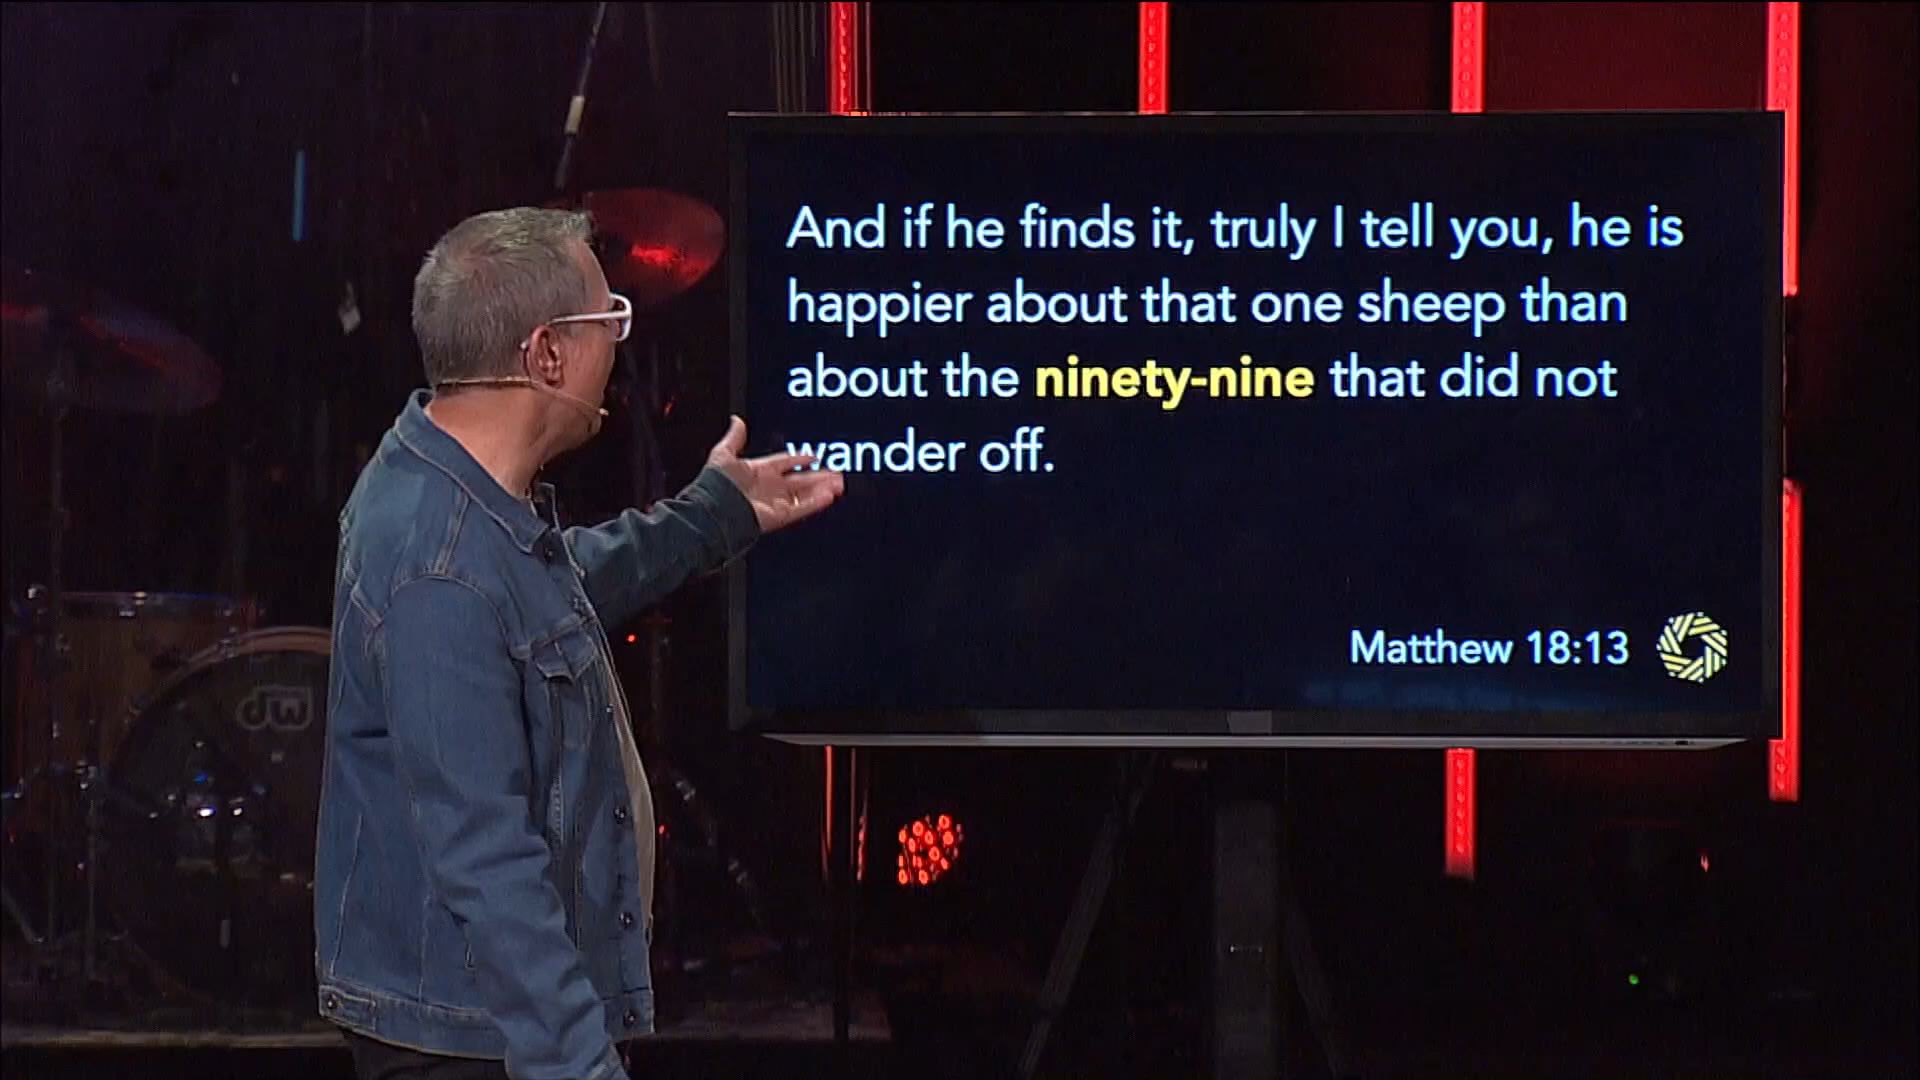 And if he finds it, truly I tell you, he is
happier about that one sheep than
about the ninety-nine that did not
wander off.
Matthew 18:13
dw